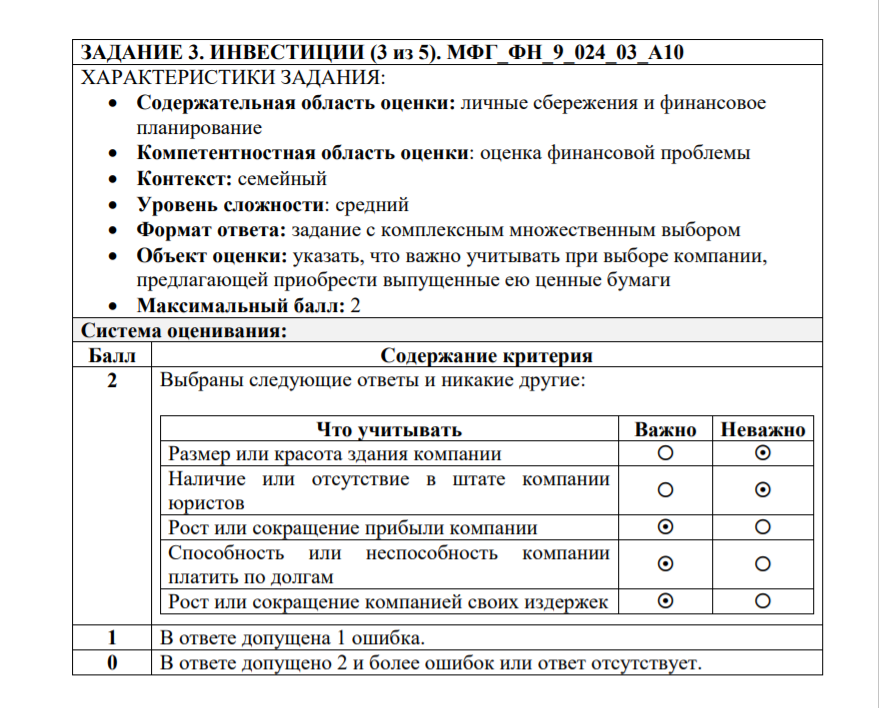 ЗАДАНИЕ 3. ИНВЕСТИЦИИ (3 из 5). МФГ_ФН_9_024_03_А10
ХАРАКТЕРИСТИКИ ЗАДАНИЯ:
• Содержательная область оценки: личные сбережения и финансовое
планирование
• Компетентностная область оценки: оценка финансовой проблемы
• Контекст: семейный
• Уровень сложности: средний
• Формат ответа: задание с комплексным множественным выбором
• Объект оценки: указать, что важно учитывать при выборе компании,
предлагающей приобрести выпущенные ею ценные бумаги
• Максимальный балл: 2
Система оценивания:
Балл Содержание критерия
2 Выбраны следующие ответы и никакие другие:
Что учитывать Важно Неважно
Размер или красота здания компании
Наличие или отсутствие в штате компании
юристов
Рост или сокращение прибыли компании
Способность или неспособность компании
платить по долгам
Рост или сокращение компанией своих издержек
1 В ответе допущена 1 ошибка.
0 В ответе допущено 2 и более ошибок или ответ отсутствует.